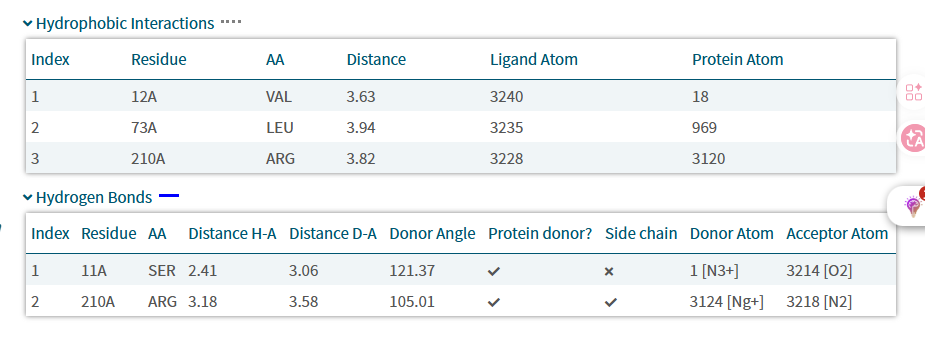 Hydrophobic Interactions
Index Residue AA Distance Ligand Atom Protein Atom
1 12A VAL 3.63 3240 18
2 73A LEU 3.94 3235 969
3 210A ARG 3.82 3228 3120
Hydrogen Bonds
Index Residue AA Distance H-A Distance D-A Donor Angle Protein donor? Side chain Donor Atom Acceptor Atom
1 11A SER 2.41 3.06 121.37 ✓ × 1 [N3+] 3214 [O2]
2 210A ARG 3.18 3.58 105.01 ✓ ✓ 3124 [Ng+] 3218 [N2]